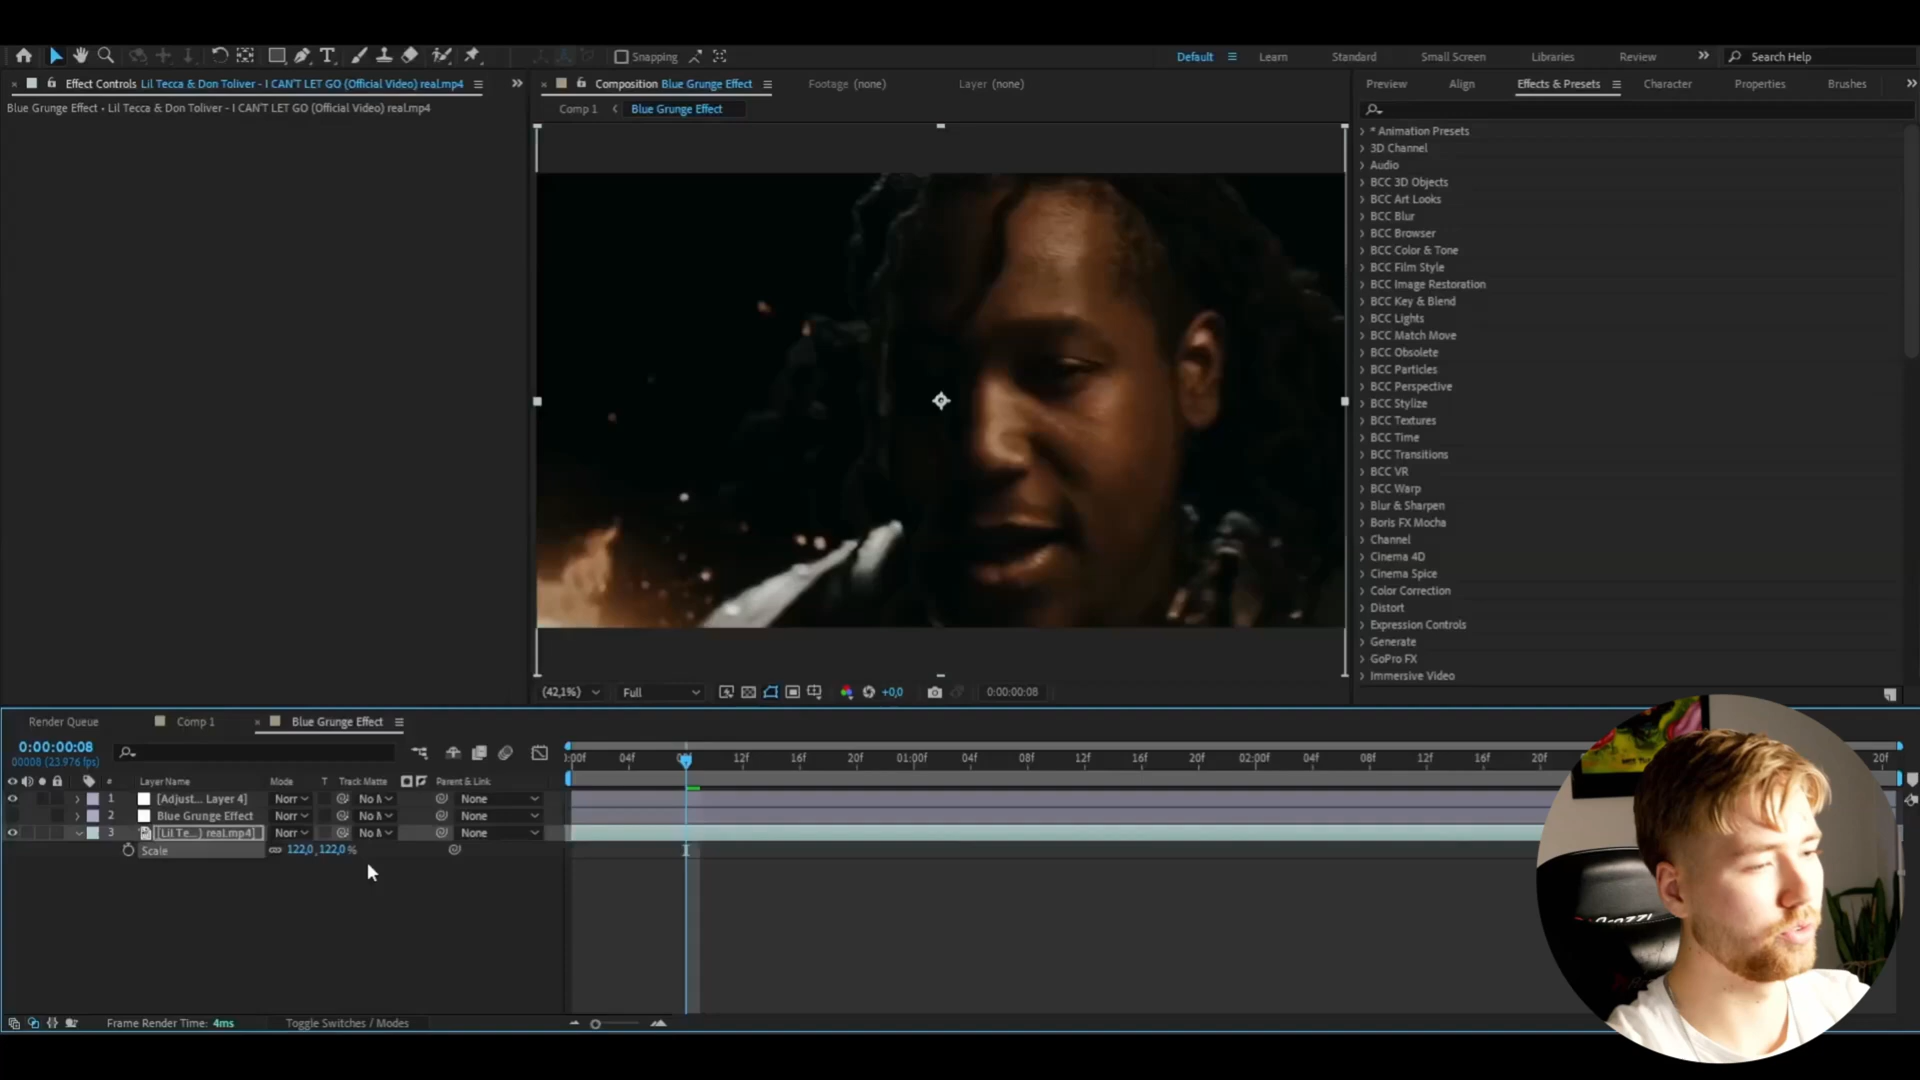 Snapping
Default
Learn
Standard
Small Screen
Libraries
Review
Search Help
Effect Controls Lil Tecca & Don Toliver - I CAN'T LET GO (Official Video) real.mp4
Composition Blue Grunge Effect
Footage (none)
Layer (none)
Preview
Align
Effects & Presets
Character
Properties
Brushes
Blue Grunge Effect • Lil Tecca & Don Toliver - I CAN'T LET GO (Official Video) real.mp4
Comp 1
Blue Grunge Effect
* Animation Presets
3D Channel
Audio
BCC 3D Objects
BCC Art Looks
BCC Blur
BCC Browser
BCC Color & Tone
BCC Film Style
BCC Image Restoration
BCC Key & Blend
BCC Lights
BCC Match Move
BCC Obsolete
BCC Particles
BCC Perspective
BCC Stylize
BCC Textures
BCC Time
BCC Transitions
BCC VR
BCC Warp
Blur & Sharpen
Boris FX Mocha
Channel
Cinema 4D
Cinema Spice
Color Correction
Distort
Expression Controls
Generate
GoPro FX
Immersive Video
(42,1%)
Full
+0,0
0:00:00:08
Render Queue
Comp 1
Blue Grunge Effect
0:00:00:08
00008 (23.976 fps)
:00f 04f 12f 16f 20f 01:00f 04f 08f 12f 16f 20f 02:00f 04f 08f 12f 16f 20f 20f
# Layer Name Mode T Track Matte Parent & Link
1 [Adjust... Layer 4] Norr No M None
2 Blue Grunge Effect Norr No M None
3 [Lil Te...) real.mp4] Norr No M None
Scale 122,0, 122,0%
Frame Render Time: 4ms
Toggle Switches / Modes